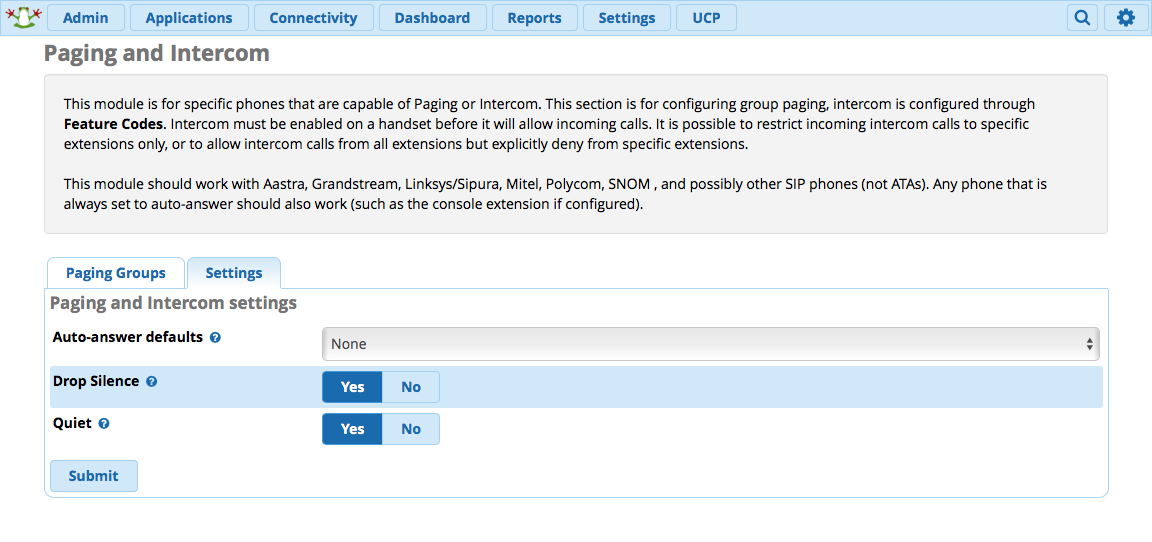 Admin Applications Connectivity Dashboard Reports Settings UCP
Paging and Intercom
This module is for specific phones that are capable of Paging or Intercom. This section is for configuring group paging, intercom is configured through
Feature Codes. Intercom must be enabled on a handset before it will allow incoming calls. It is possible to restrict incoming intercom calls to specific
extensions only, or to allow intercom calls from all extensions but explicitly deny from specific extensions.
This module should work with Aastra, Grandstream, Linksys/Sipura, Mitel, Polycom, SNOM , and possibly other SIP phones (not ATAs). Any phone that is
always set to auto-answer should also work (such as the console extension if configured).
Paging Groups Settings
Paging and Intercom settings
Auto-answer defaults ? None
Drop Silence ? Yes No
Quiet ? Yes No
Submit